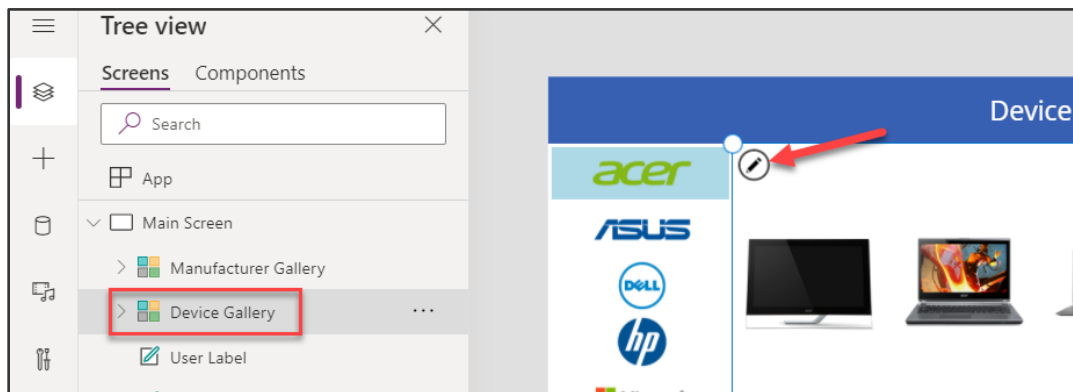 Tree view
Screens
Components
Search
App
Main Screen
Manufacturer Gallery
Device Gallery
User Label
Device
acer
ASUS
DELL
hp
Microsoft